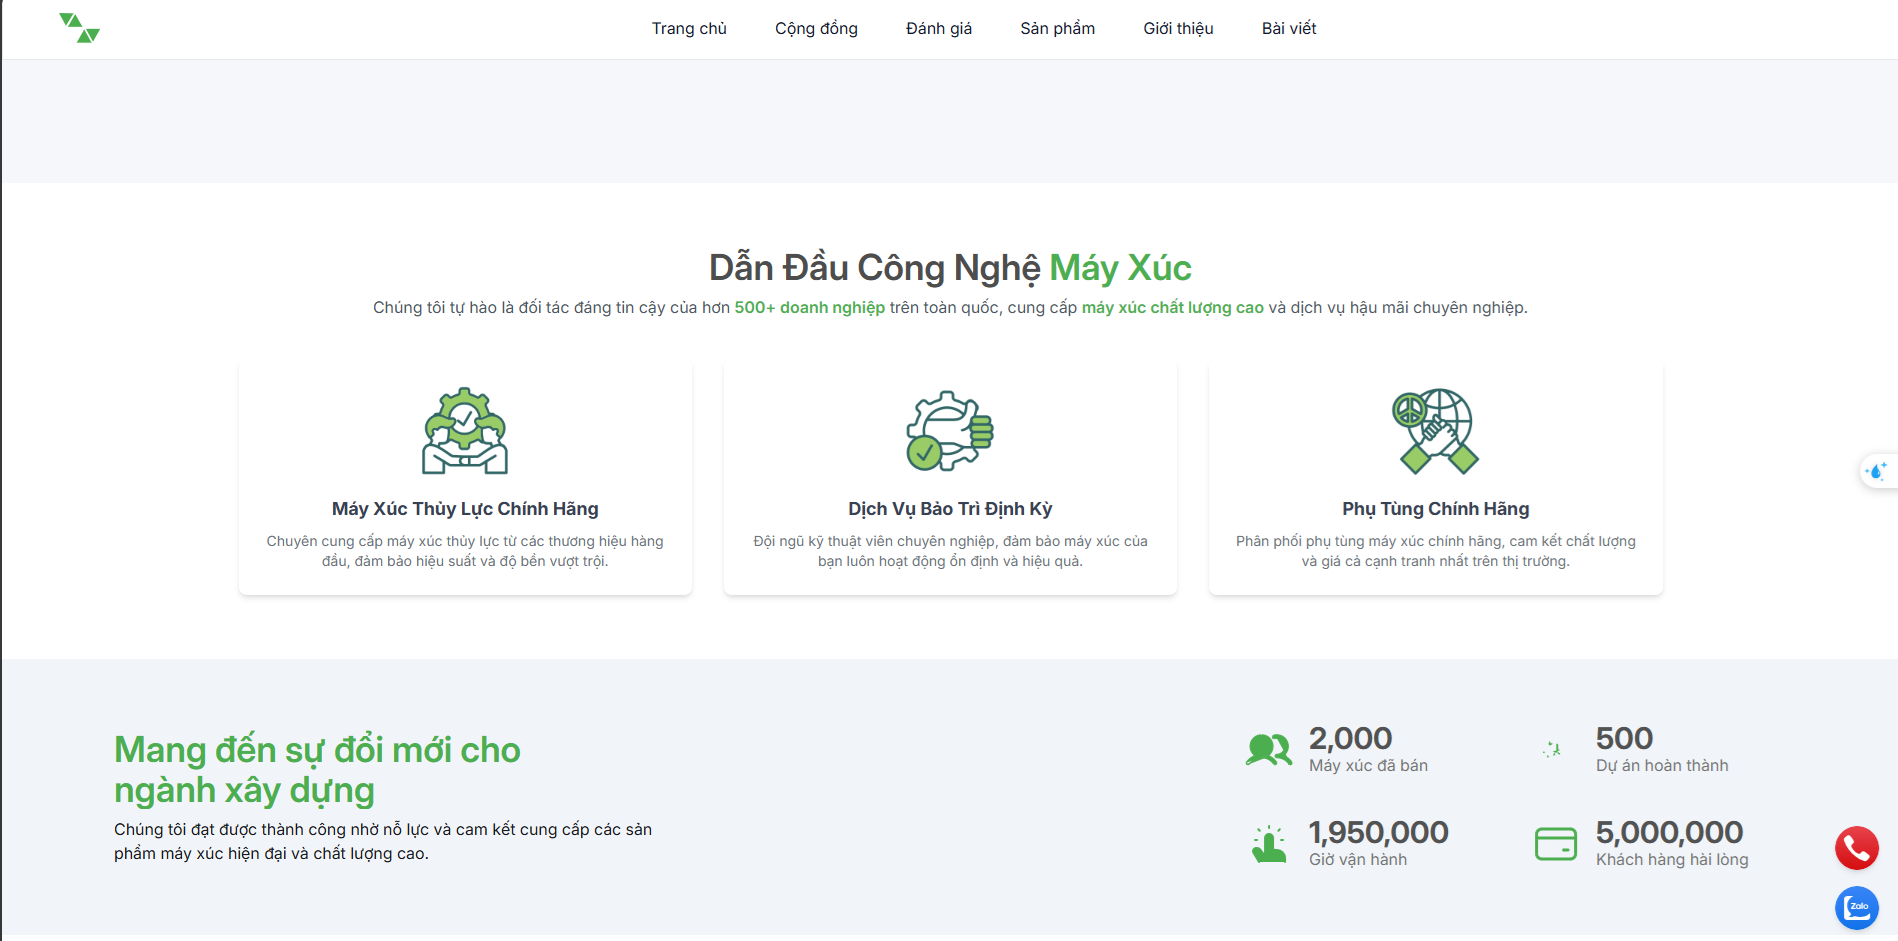 Trang chủ
Cộng đồng
Đánh giá
Sản phẩm
Giới thiệu
Bài viết
Dẫn Đầu Công Nghệ Máy Xúc
Chúng tôi tự hào là đối tác đáng tin cậy của hơn 500+ doanh nghiệp trên toàn quốc, cung cấp máy xúc chất lượng cao và dịch vụ hậu mãi chuyên nghiệp.
Máy Xúc Thủy Lực Chính Hãng
Chuyên cung cấp máy xúc thủy lực từ các thương hiệu hàng
đầu, đảm bảo hiệu suất và độ bền vượt trội.
Dịch Vụ Bảo Trì Định Kỳ
Đội ngũ kỹ thuật viên chuyên nghiệp, đảm bảo máy xúc của
bạn luôn hoạt động ổn định và hiệu quả.
Phụ Tùng Chính Hãng
Phân phối phụ tùng máy xúc chính hãng, cam kết chất lượng
và giá cả cạnh tranh nhất trên thị trường.
Mang đến sự đổi mới cho
ngành xây dựng
Chúng tôi đạt được thành công nhờ nỗ lực và cam kết cung cấp các sản
phẩm máy xúc hiện đại và chất lượng cao.
2,000
Máy xúc đã bán
500
Dự án hoàn thành
1,950,000
Giờ vận hành
5,000,000
Khách hàng hài lòng
Zalo